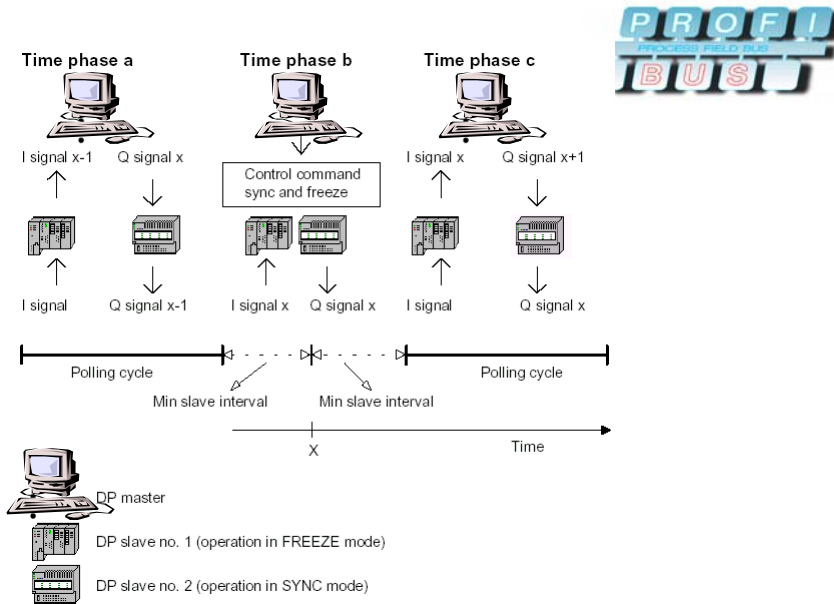 PROFI
PROCESS FIELD BUS
BUS
Time phase a
Time phase b
Time phase c
I signal x-1
Q signal x
Control command
sync and freeze
I signal x
Q signal x+1
I signal
Q signal x-1
I signal x
Q signal x
I signal
Q signal x
Polling cycle
Polling cycle
Min slave interval
Min slave interval
X
Time
DP master
DP slave no. 1 (operation in FREEZE mode)
DP slave no. 2 (operation in SYNC mode)